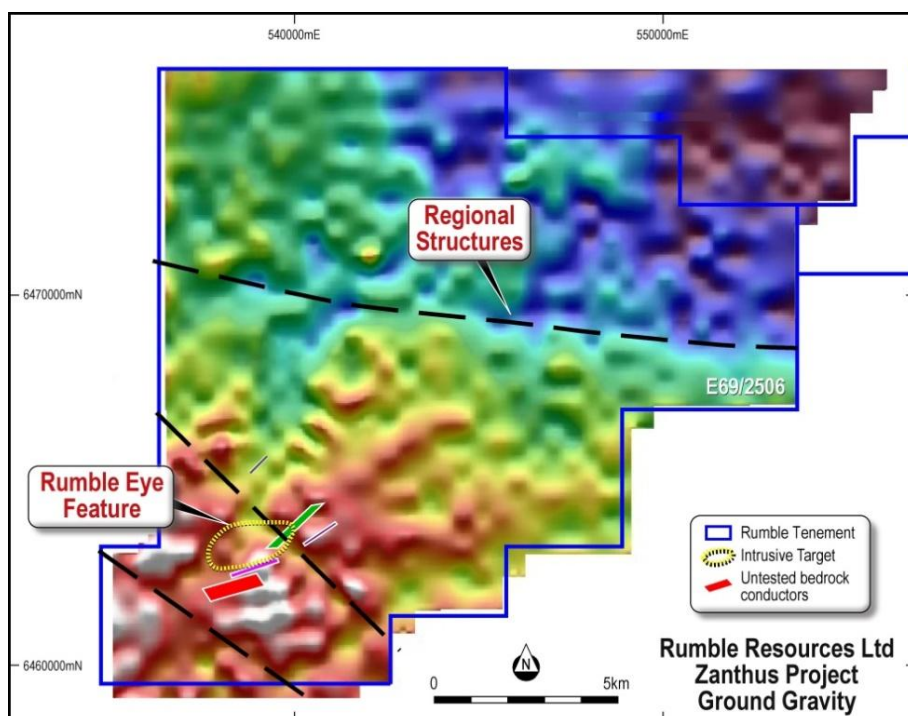 540000mE
550000mE
Regional
Structures
6470000mN
E69/2506
Rumble Eye
Feature
Rumble Tenement
Intrusive Target
Untested bedrock
conductors
N
6460000mN
0
5km
Rumble Resources Ltd
Zanthus Project
Ground Gravity